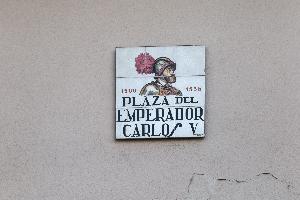 1500 1558
PLAZA DEL
EMPERADOR
CARLOS V